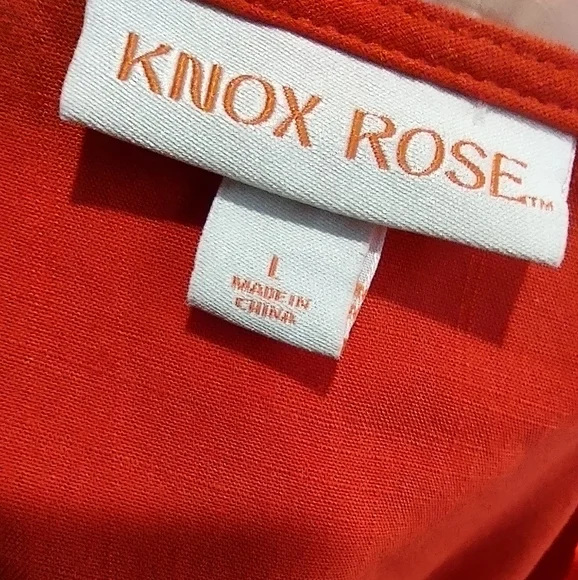 KNOX ROSE™
L
MADE IN
CHINA